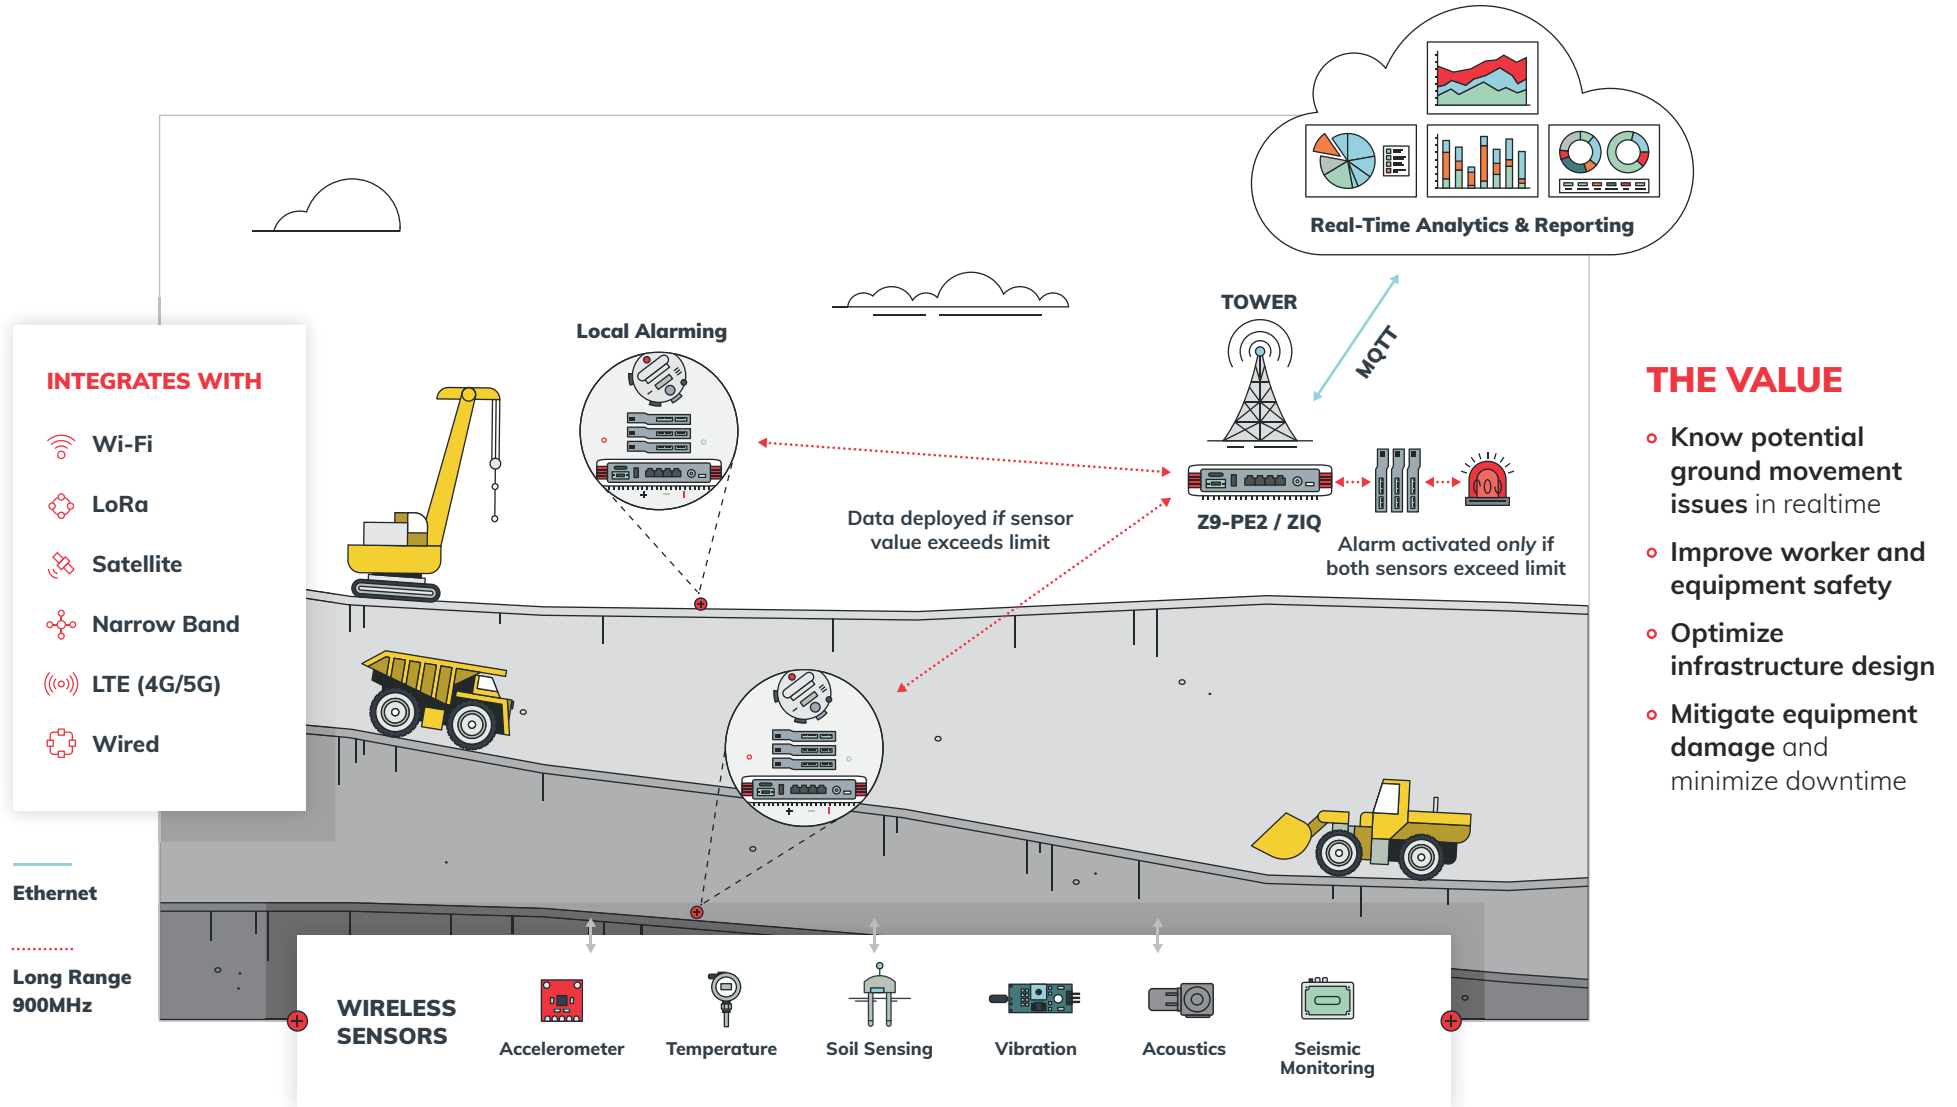 Real-Time Analytics & Reporting
TOWER
MQTT
Local Alarming
INTEGRATES WITH
Wi-Fi
LoRa
Satellite
Narrow Band
LTE (4G/5G)
Wired
Data deployed if sensor
value exceeds limit
Z9-PE2 / ZIQ
Alarm activated only if
both sensors exceed limit
THE VALUE
Know potential
ground movement
issues in realtime
Improve worker and
equipment safety
Optimize
infrastructure design
Mitigate equipment
damage and
minimize downtime
Ethernet
Long Range
900MHz
WIRELESS
SENSORS
Accelerometer
Temperature
Soil Sensing
Vibration
Acoustics
Seismic
Monitoring